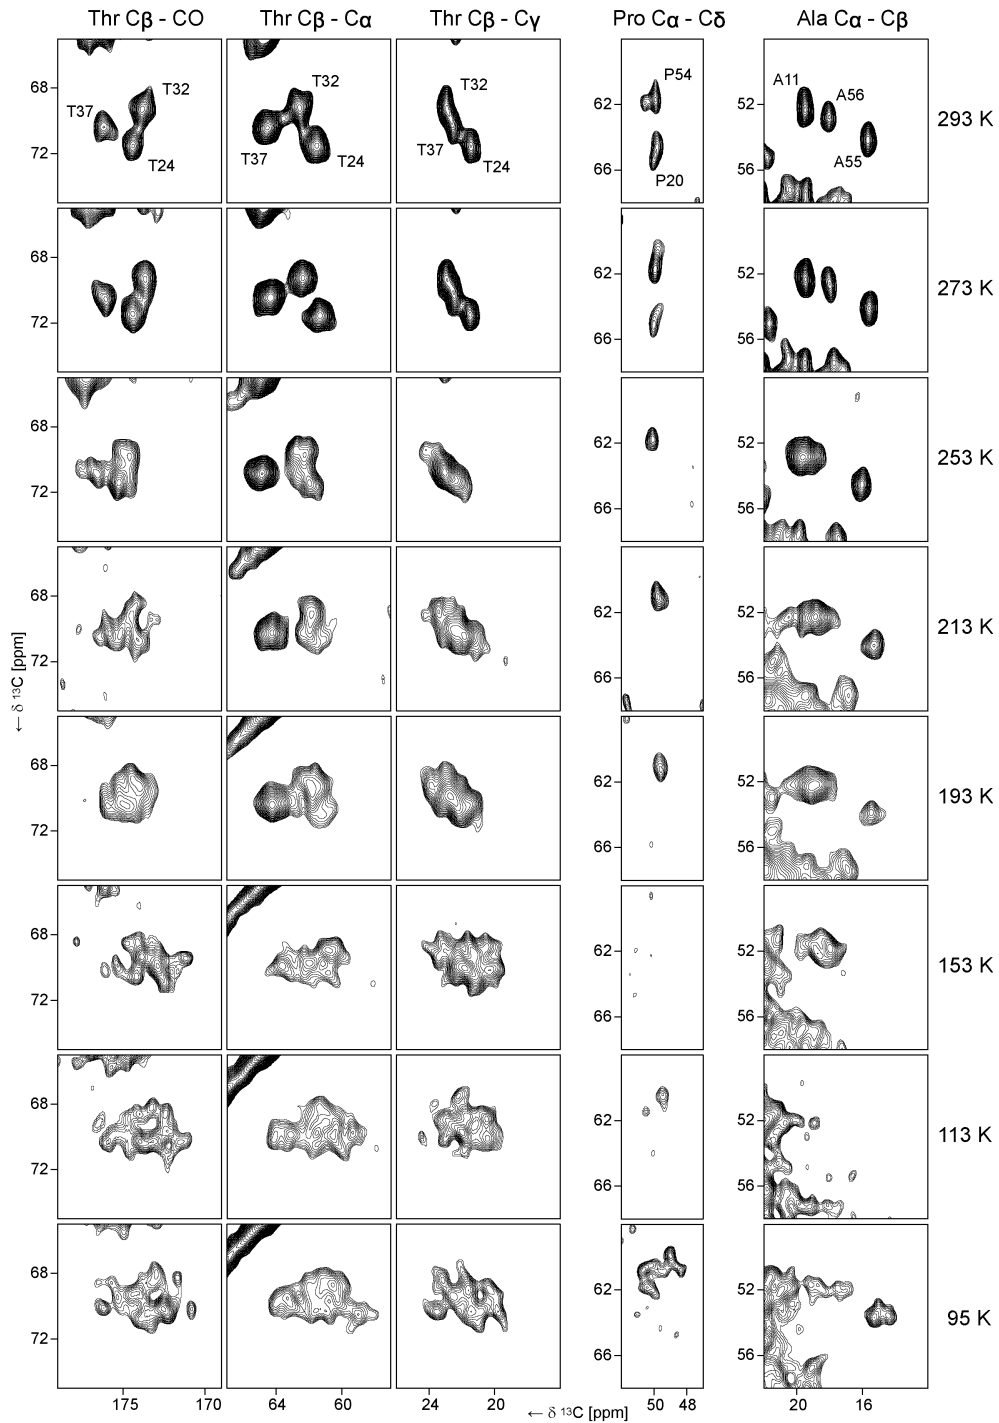 Thr Cβ - CO Thr Cβ - Cα Thr Cβ - Cγ Pro Cα - Cδ Ala Cα - Cβ
68 T32 T37 T24 72
T32 T37 T24
T32 T37 T24
62 P54 66 P20
52 A11 A56 A55 56
293 K
68 72 62 66 52 56 273 K
68 72 62 66 52 56 253 K
68 72 62 66 52 56 213 K
← δ ¹³C [ppm]
68 72 62 66 52 56 193 K
68 72 62 66 52 56 153 K
68 72 62 66 52 56 113 K
68 72 62 66 52 56 95 K
175 170 64 60 24 20 50 48 20 16
← δ ¹³C [ppm]